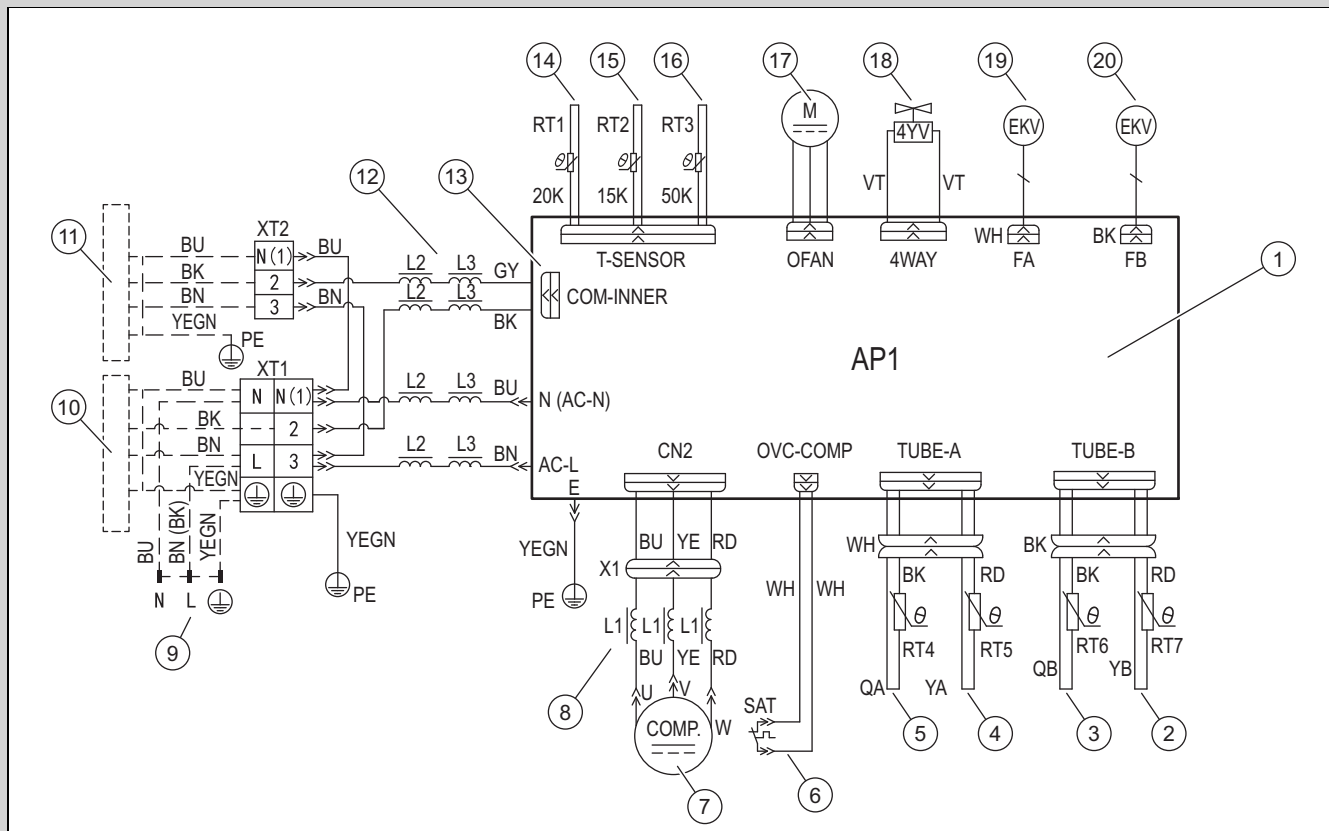 14 15 16 17 18 19 20
RT1 RT2 RT3 M 4YV EKV EKV
θ θ θ
20K 15K 50K VT VT WH BK
T-SENSOR OFAN 4WAY FA FB
12 13
11 BU XT2 BU
N(1)
BK 2 L2 L3 GY
BN 3 BN L2 L3 COM-INNER
YEGN PE BK
1
AP1
XT1
10 BU N N(1) L2 L3 BU N (AC-N)
BK 2
BN L 3 L2 L3 BN AC-L
YEGN
E
CN2 OVC-COMP TUBE-A TUBE-B
BU BN (BK) YEGN YEGN PE
N L
9
YEGN PE
BU YE RD
X1
L1 L1 L1
BU YE RD
U V W
COMP.
8 7
WH WH
SAT
6
WH BK RD
θ θ
RT4 RT5
QA YA
5 4
BK BK RD
θ θ
RT6 RT7
QB YB
3 2